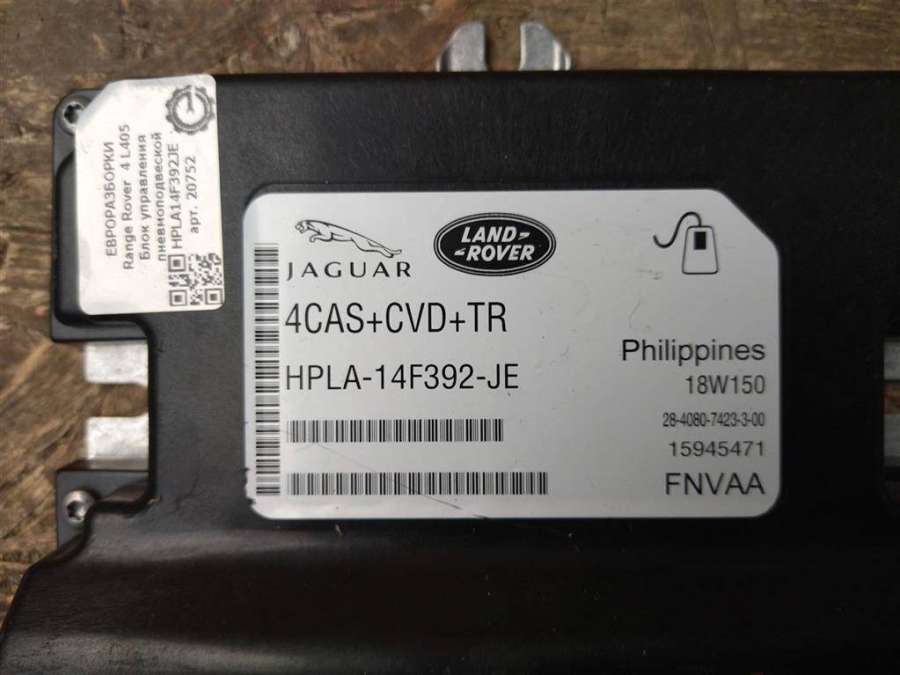 ЕВРОРАЗБОРКИ
Range Rover 4 L405
Блок управления
пневмоподвеской
HPLA14F392JE
арт. 20752
JAGUAR
LAND-
-ROVER
4CAS+CVD+TR
HPLA-14F392-JE
Philippines
18W150
28-4080-7423-3-00
15945471
FNVAA